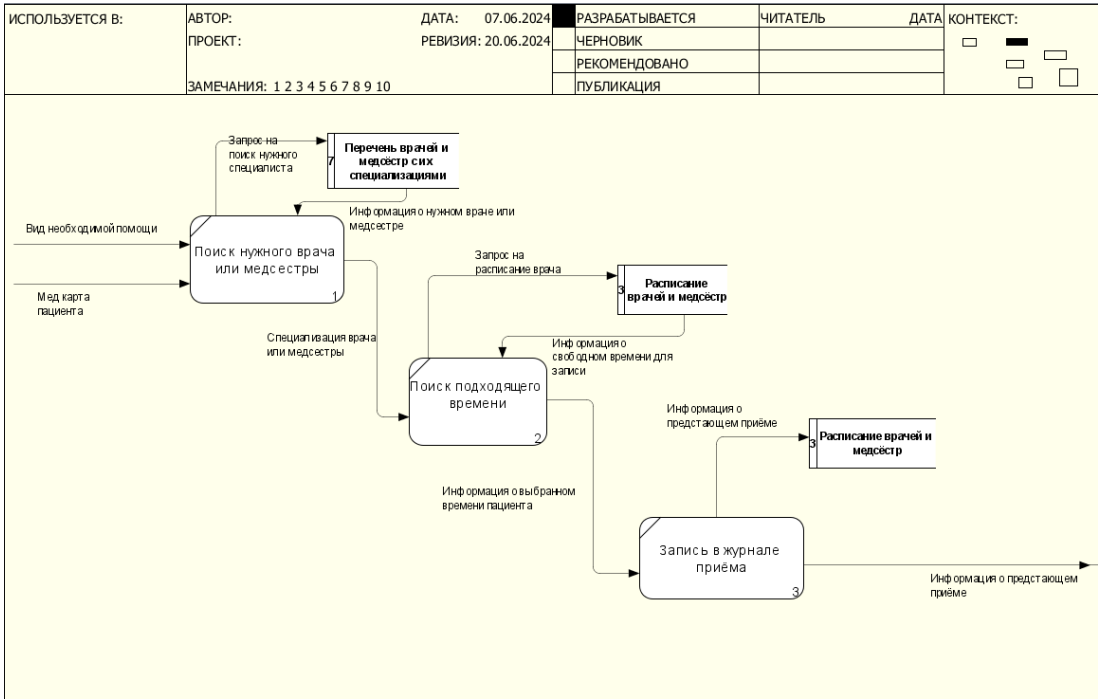 ИСПОЛЬЗУЕТСЯ В:
АВТОР:
ДАТА: 07.06.2024
РАЗРАБАТЫВАЕТСЯ
ЧИТАТЕЛЬ
ДАТА
КОНТЕКСТ:
ПРОЕКТ:
РЕВИЗИЯ: 20.06.2024
ЧЕРНОВИК
РЕКОМЕНДОВАНО
ЗАМЕЧАНИЯ: 1 2 3 4 5 6 7 8 9 10
ПУБЛИКАЦИЯ
Запрос на
поиск нужного
специалиста
7
Перечень врачей и
медсёстр с их
специализациями
Информация о нужном враче или
медсестре
Вид необходимой помощи
Поиск нужного врача
или медсестры
1
Мед карта
пациента
Запрос на
расписание врача
3
Расписание
врачей и медсёстр
Специализация врача
или медсестры
Информация о
свободном времени для
записи
Поиск подходящего
времени
2
Информация о
предстающем приёме
3
Расписание врачей и
медсёстр
Информация о выбранном
времени пациента
Запись в журнале
приёма
3
Информация о предстающем
приёме